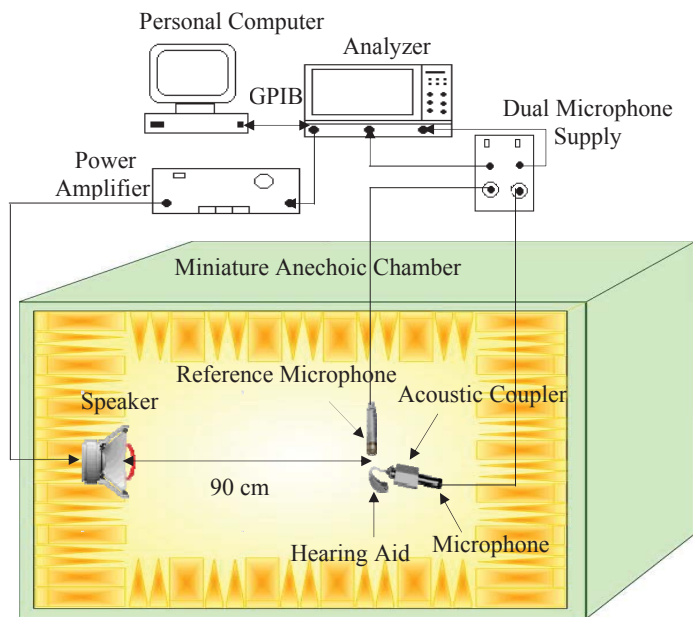 Personal Computer
Analyzer
GPIB
Dual Microphone
Supply
Power
Amplifier
Miniature Anechoic Chamber
Reference Microphone
Speaker
Acoustic Coupler
90 cm
Hearing Aid
Microphone